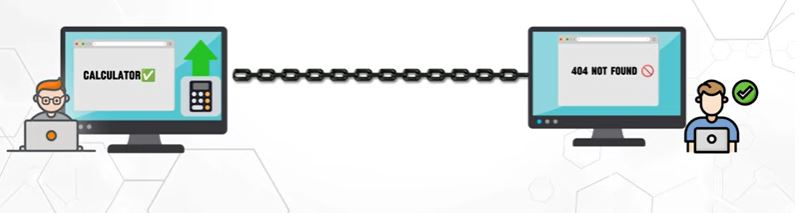 CALCULATOR✅
404 NOT FOUND 🚫